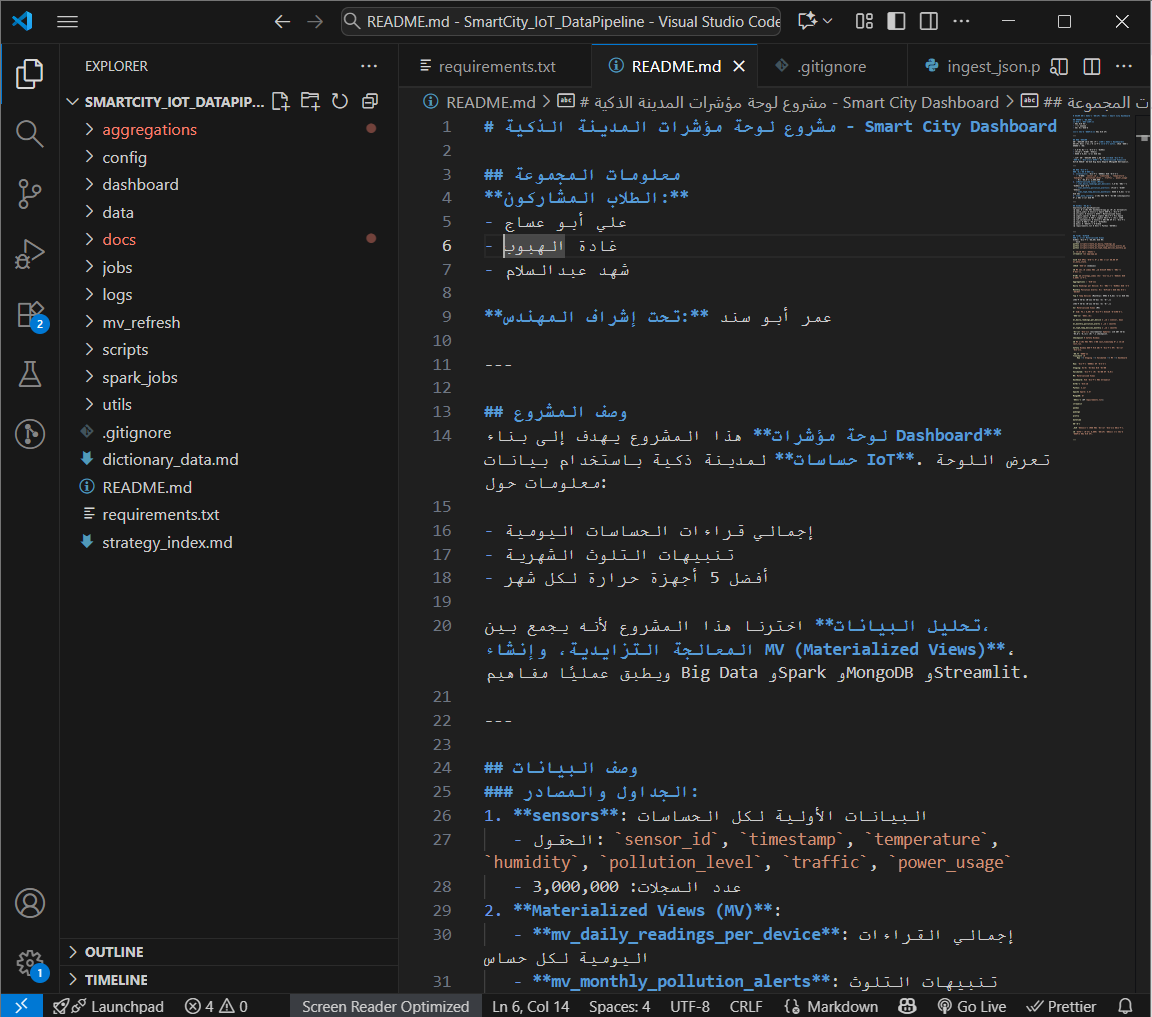 README.md - SmartCity_IoT_DataPipeline - Visual Studio Code
EXPLORER
SMARTCITY_IOT_DATAPIP...
aggregations
config
dashboard
data
docs
jobs
logs
mv_refresh
scripts
spark_jobs
utils
.gitignore
dictionary_data.md
README.md
requirements.txt
strategy_index.md
OUTLINE
TIMELINE
requirements.txt
README.md
.gitignore
ingest_json.p
README.md > # مشروع لوحة مؤشرات المدينة الذكية - Smart City Dashboard > ## معلومات المجموعة
1 # مشروع لوحة مؤشرات المدينة الذكية - Smart City Dashboard
2
3 ## معلومات المجموعة
4 **الطلاب المشاركون:**
5 - علي أبو عساج
6 - غادة الهبوب
7 - شهد عبدالسلام
8
9 **تحت إشراف المهندس:** عمر أبو سند
10
11 ---
12
13 ## وصف المشروع
14 هذا المشروع يهدف إلى بناء **لوحة مؤشرات Dashboard**
لمدينة ذكية باستخدام بيانات **حساسات IoT**. تعرض اللوحة
معلومات حول:
15
16 - إجمالي قراءات الحساسات اليومية
17 - تنبيهات التلوث الشهرية
18 - أفضل 5 أجهزة حرارة لكل شهر
19
20 اخترنا هذا المشروع لأنه يجمع بين **تحليل البيانات،
المعالجة التزايدية، وإنشاء MV (Materialized Views)**،
ويطبق عمليًا مفاهيم Big Data وSpark وMongoDB وStreamlit.
21
22 ---
23
24 ## وصف البيانات
25 ### الجداول والمصادر:
26 1. **sensors**: البيانات الأولية لكل الحساسات
27 - الحقول: `sensor_id`, `timestamp`, `temperature`,
`humidity`, `pollution_level`, `traffic`, `power_usage`
28 - عدد السجلات: 3,000,000
29 2. **Materialized Views (MV)**:
30 - **mv_daily_readings_per_device**: إجمالي القراءات
اليومية لكل حساس
31 - **mv_monthly_pollution_alerts**: تنبيهات التلوث
2
1
Launchpad
4
0
Screen Reader Optimized
Ln 6, Col 14
Spaces: 4
UTF-8
CRLF
Markdown
Go Live
Prettier